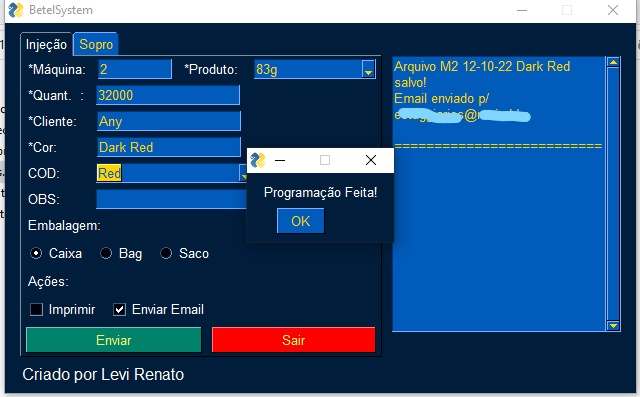 BetelSystem
Injeção Sopro
*Máquina: 2 *Produto: 83g
*Quant. : 32000
*Cliente: Any
*Cor: Dark Red
COD: Red
OBS:
Embalagem:
Caixa Bag Saco
Ações:
Imprimir Enviar Email
Enviar Sair
Criado por Levi Renato
Arquivo M2 12-10-22 Dark Red
salvo!
Email enviado p/
==========================
Programação Feita!
OK